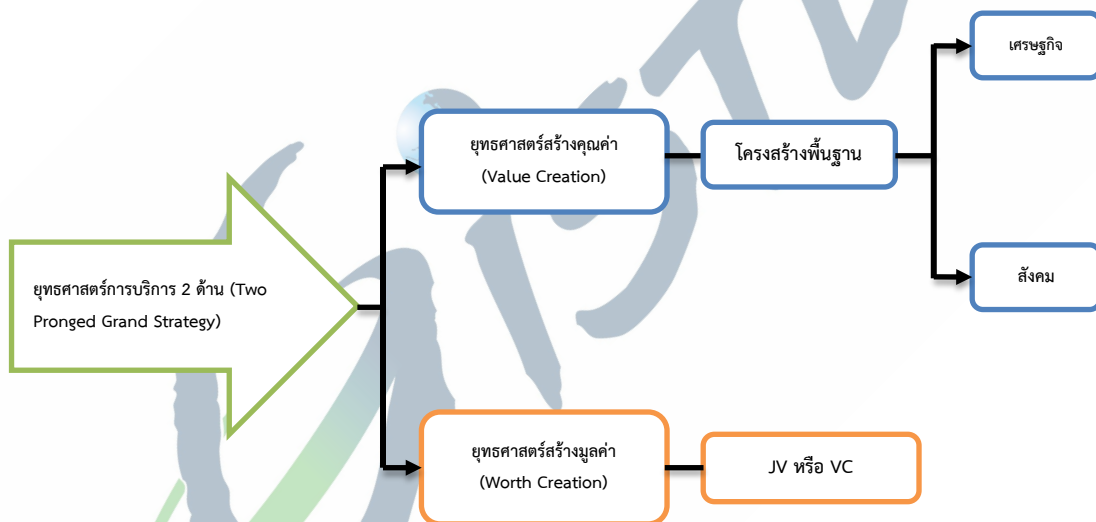 เศรษฐกิจ
ยุทธศาสตร์สร้างคุณค่า
(Value Creation)
โครงสร้างพื้นฐาน
ยุทธศาสตร์การบริการ 2 ด้าน (Two
Pronged Grand Strategy)
สังคม
ยุทธศาสตร์สร้างมูลค่า
(Worth Creation)
JV หรือ VC